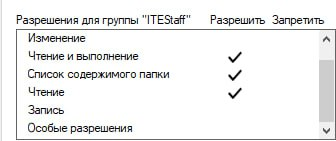 Разрешения для группы "ITEStaff" Разрешить Запретить
Изменение
Чтение и выполнение
Список содержимого папки
Чтение
Запись
Особые разрешения